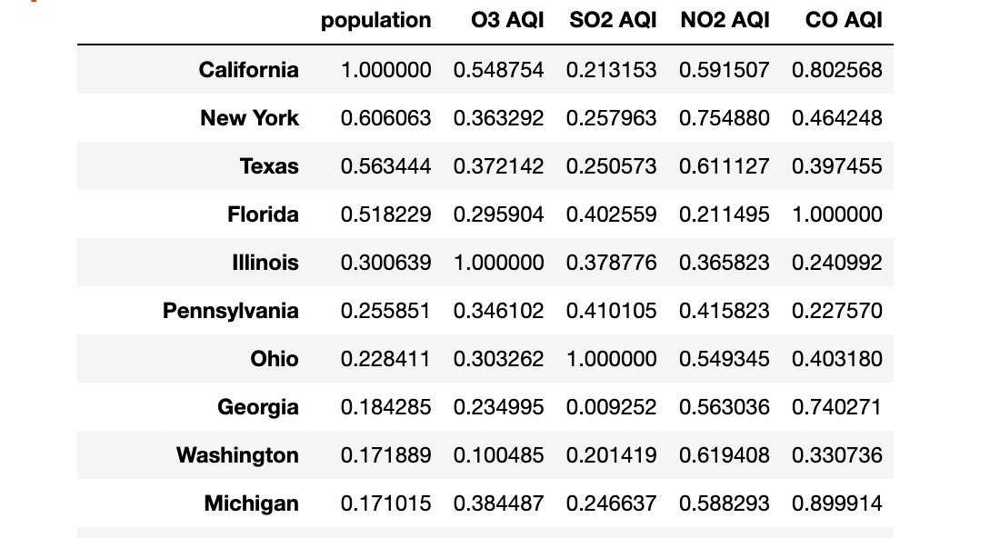 population O3 AQI SO2 AQI NO2 AQI CO AQI
California 1.000000 0.548754 0.213153 0.591507 0.802568
New York 0.606063 0.363292 0.257963 0.754880 0.464248
Texas 0.563444 0.372142 0.250573 0.611127 0.397455
Florida 0.518229 0.295904 0.402559 0.211495 1.000000
Illinois 0.300639 1.000000 0.378776 0.365823 0.240992
Pennsylvania 0.255851 0.346102 0.410105 0.415823 0.227570
Ohio 0.228411 0.303262 1.000000 0.549345 0.403180
Georgia 0.184285 0.234995 0.009252 0.563036 0.740271
Washington 0.171889 0.100485 0.201419 0.619408 0.330736
Michigan 0.171015 0.384487 0.246637 0.588293 0.899914